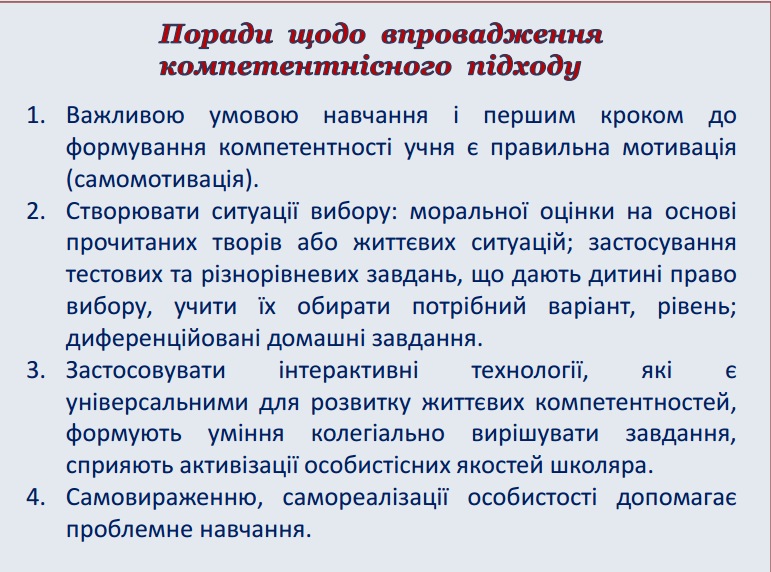 Поради щодо впровадження
компетентнісного підходу
1. Важливою умовою навчання і першим кроком до
формування компетентності учня є правильна мотивація
(самомотивація).
2. Створювати ситуації вибору: моральної оцінки на основі
прочитаних творів або життєвих ситуацій; застосування
тестових та різнорівневих завдань, що дають дитині право
вибору, учити їх обирати потрібний варіант, рівень;
диференційовані домашні завдання.
3. Застосовувати інтерактивні технології, які є
універсальними для розвитку життєвих компетентностей,
формують уміння колегіально вирішувати завдання,
сприяють активізації особистісних якостей школяра.
4. Самовираженню, самореалізації особистості допомагає
проблемне навчання.